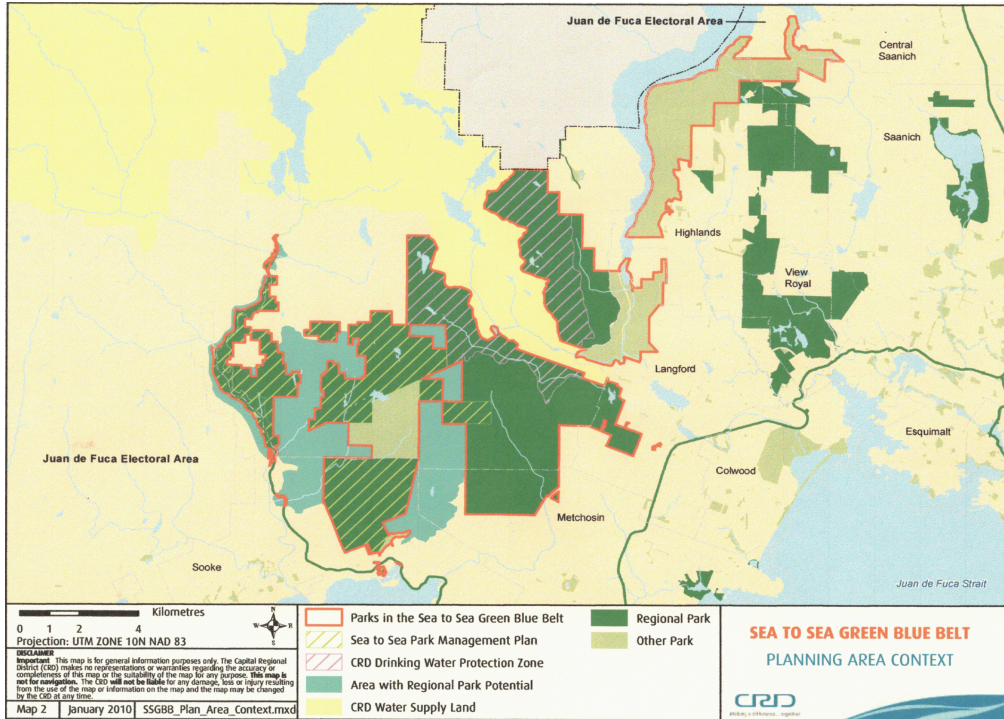 Juan de Fuca Electoral Area
Central
Saanich
Saanich
Highlands
View
Royal
Langford
Esquimalt
Juan de Fuca Electoral Area
Colwood
Metchosin
Sooke
Juan de Fuca Strait
Kilometres
0 1 2 4
Projection: UTM ZONE 10N NAD 83
N
W E
S
DISCLAIMER
Important This map is for general information purposes only. The Capital Regional
District (CRD) makes no representations or warranties regarding the accuracy or
completeness of this map or the suitability of the map for any purpose. This map is
not for navigation. The CRD will not be liable for any damage, loss or injury resulting
from the use of the map or information on the map and the map may be changed
by the CRD at any time.
Map 2 January 2010 SSGBB_Plan_Area_Context.mxd
Parks in the Sea to Sea Green Blue Belt
Sea to Sea Park Management Plan
CRD Drinking Water Protection Zone
Area with Regional Park Potential
CRD Water Supply Land
Regional Park
Other Park
SEA TO SEA GREEN BLUE BELT
PLANNING AREA CONTEXT
CRD
making a difference...together